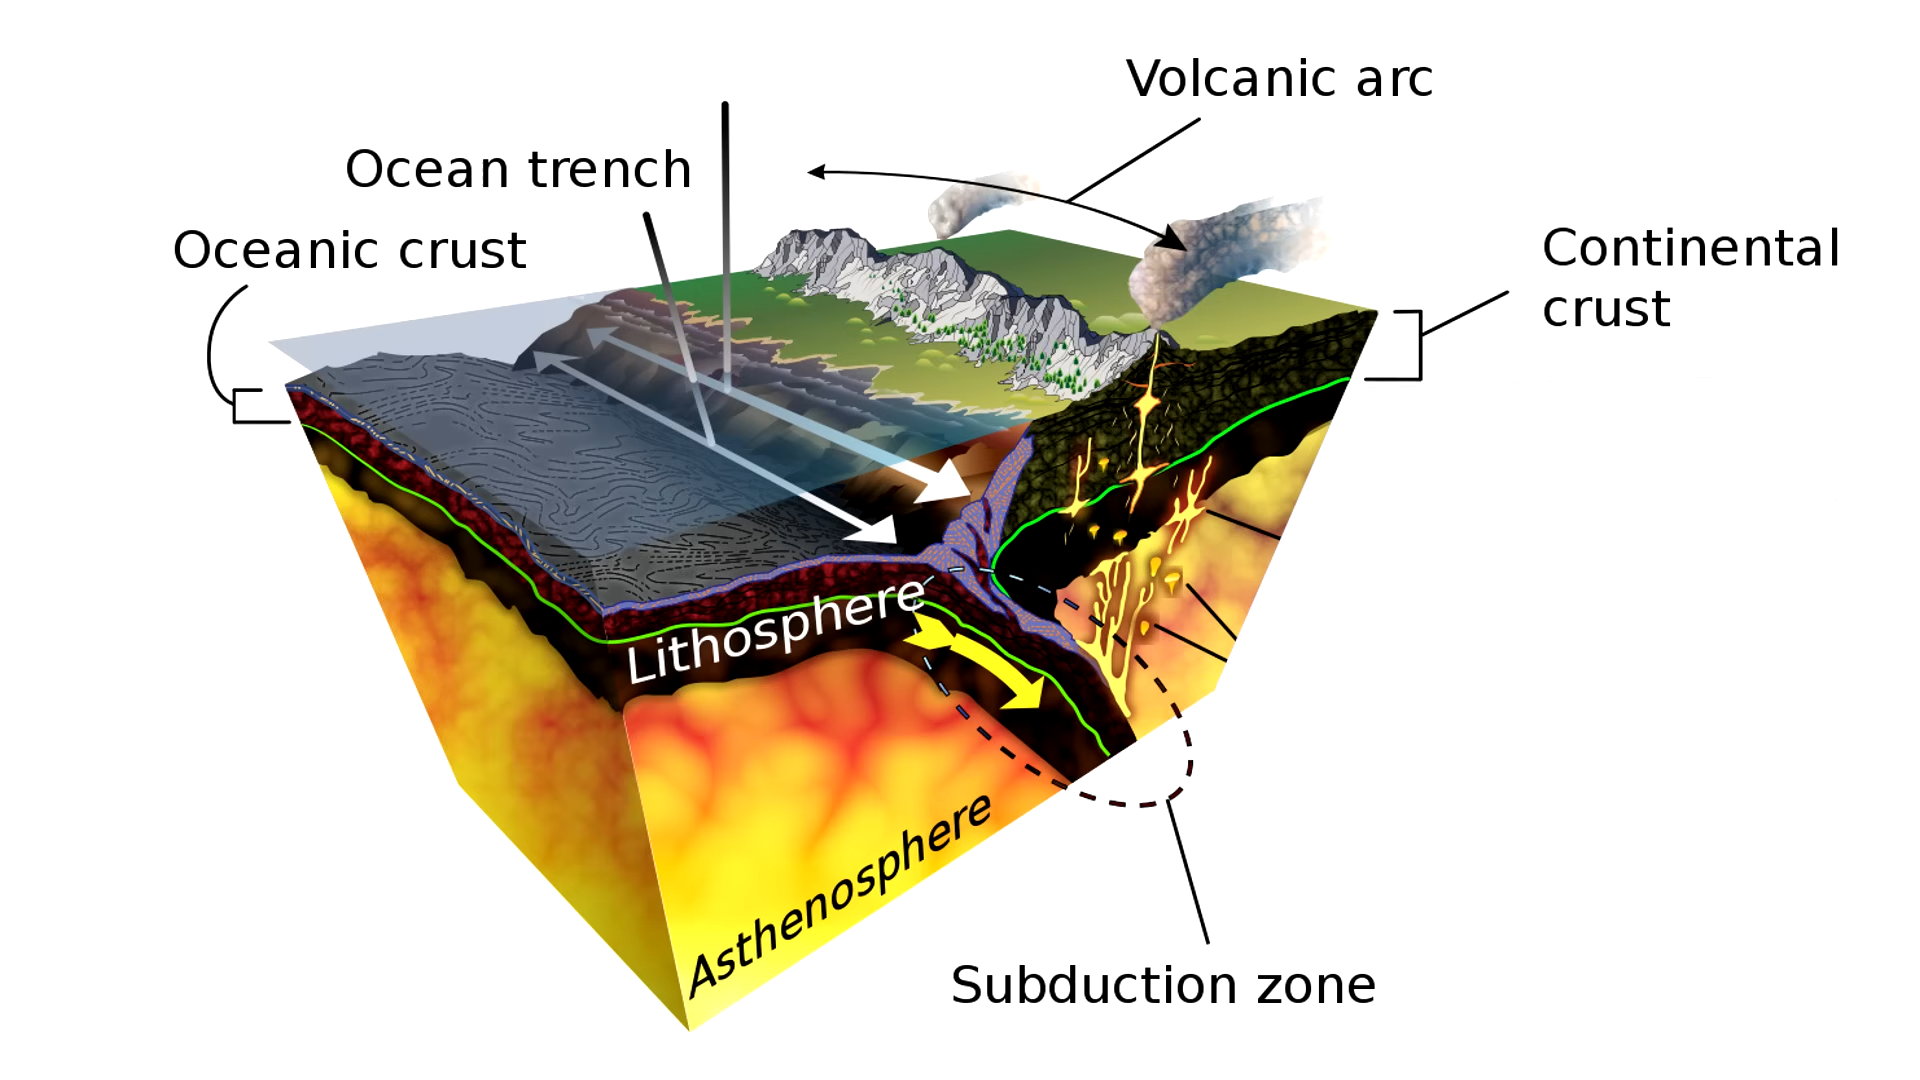 Volcanic arc
Ocean trench
Oceanic crust
Continental
crust
Lithosphere
Asthenosphere
Subduction zone